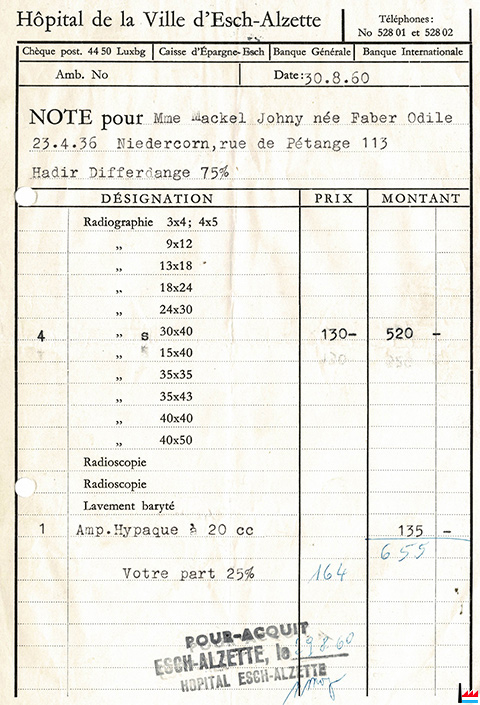 Hôpital de la Ville d'Esch-Alzette
Téléphones:
No 528 01 et 528 02
Chèque post. 44 50 Luxbg Caisse d'Épargne-Esch Banque Générale Banque Internationale
Amb. No Date: 30.8.60
NOTE pour Mme Mackel Johny née Faber Odile
23.4.36 Niedercorn, rue de Pétange 113
Hadir Differdange 75%
DÉSIGNATION PRIX MONTANT
Radiographie 3x4; 4x5
„ 9x12
„ 13x18
„ 18x24
„ 24x30
4 „ s 30x40 130- 520 -
„ 15x40
„ 35x35
„ 35x43
„ 40x40
„ 40x50
Radioscopie
Radioscopie
Lavement baryté
1 Amp.Hypaque à 20 cc 135 -
655
Votre part 25% 164
POUR-ACQUIT
ESCH-ALZETTE, le
HOPITAL ESCH-ALZETTE